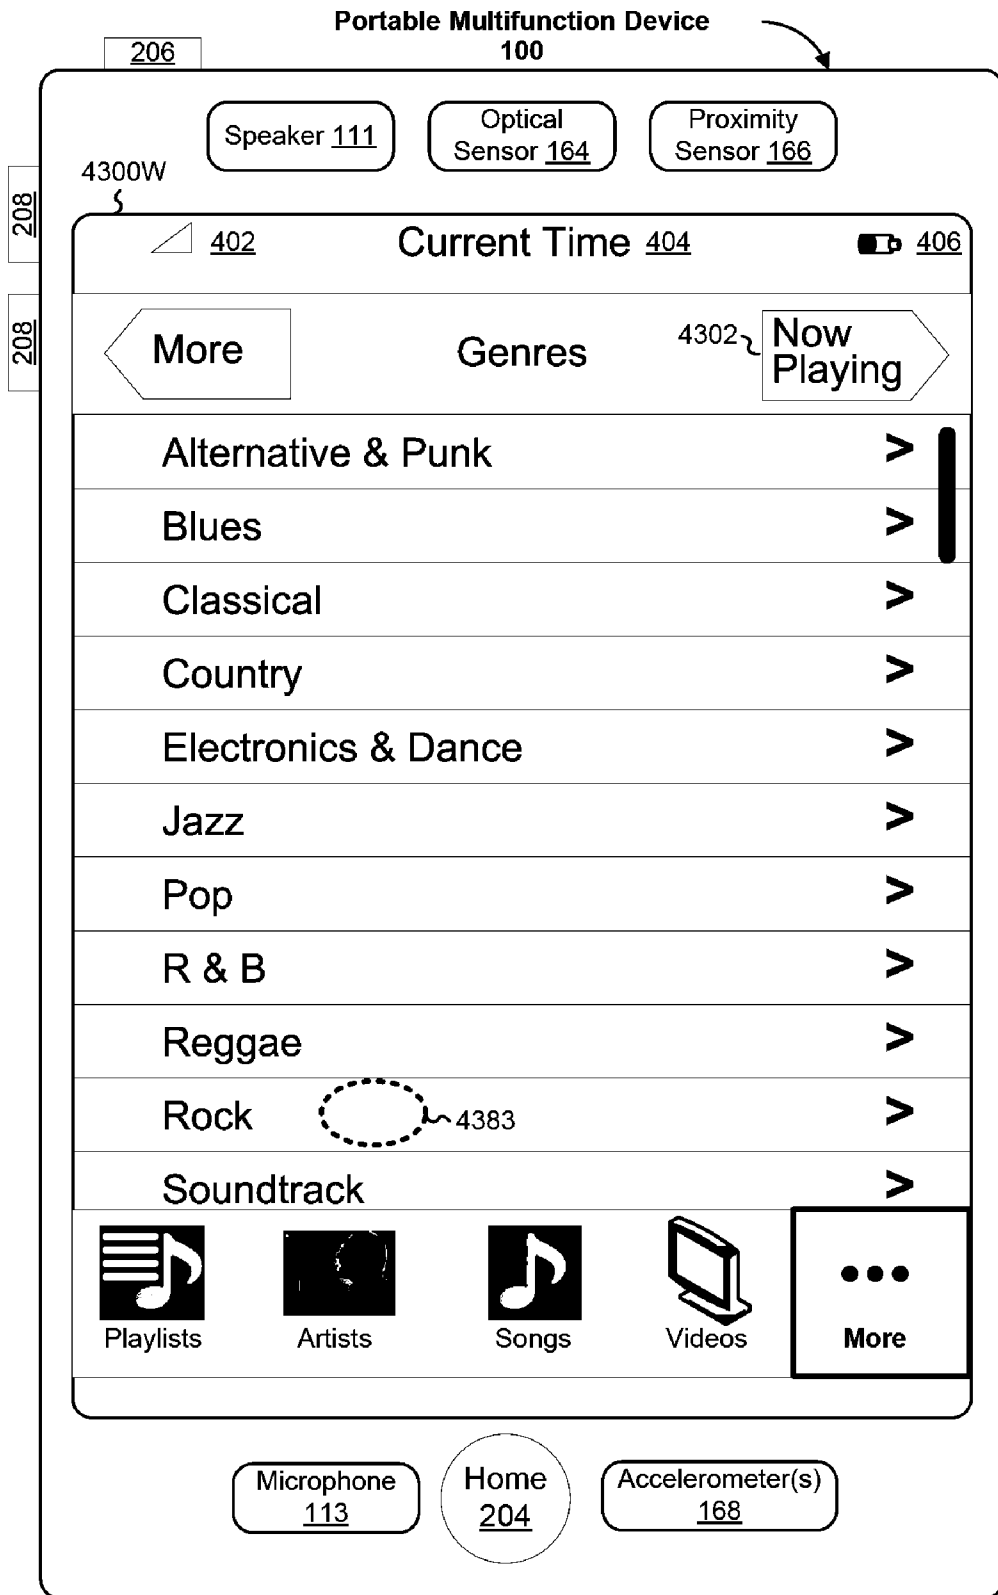 Portable Multifunction Device
100
206
Speaker 111
Optical
Sensor 164
Proximity
Sensor 166
4300W
208
208
402
Current Time 404
406
More
Genres
4302
Now
Playing
Alternative & Punk >
Blues >
Classical >
Country >
Electronics & Dance >
Jazz >
Pop >
R & B >
Reggae >
Rock >
4383
Soundtrack >
Playlists
Artists
Songs
Videos
More
Microphone
113
Home
204
Accelerometer(s)
168